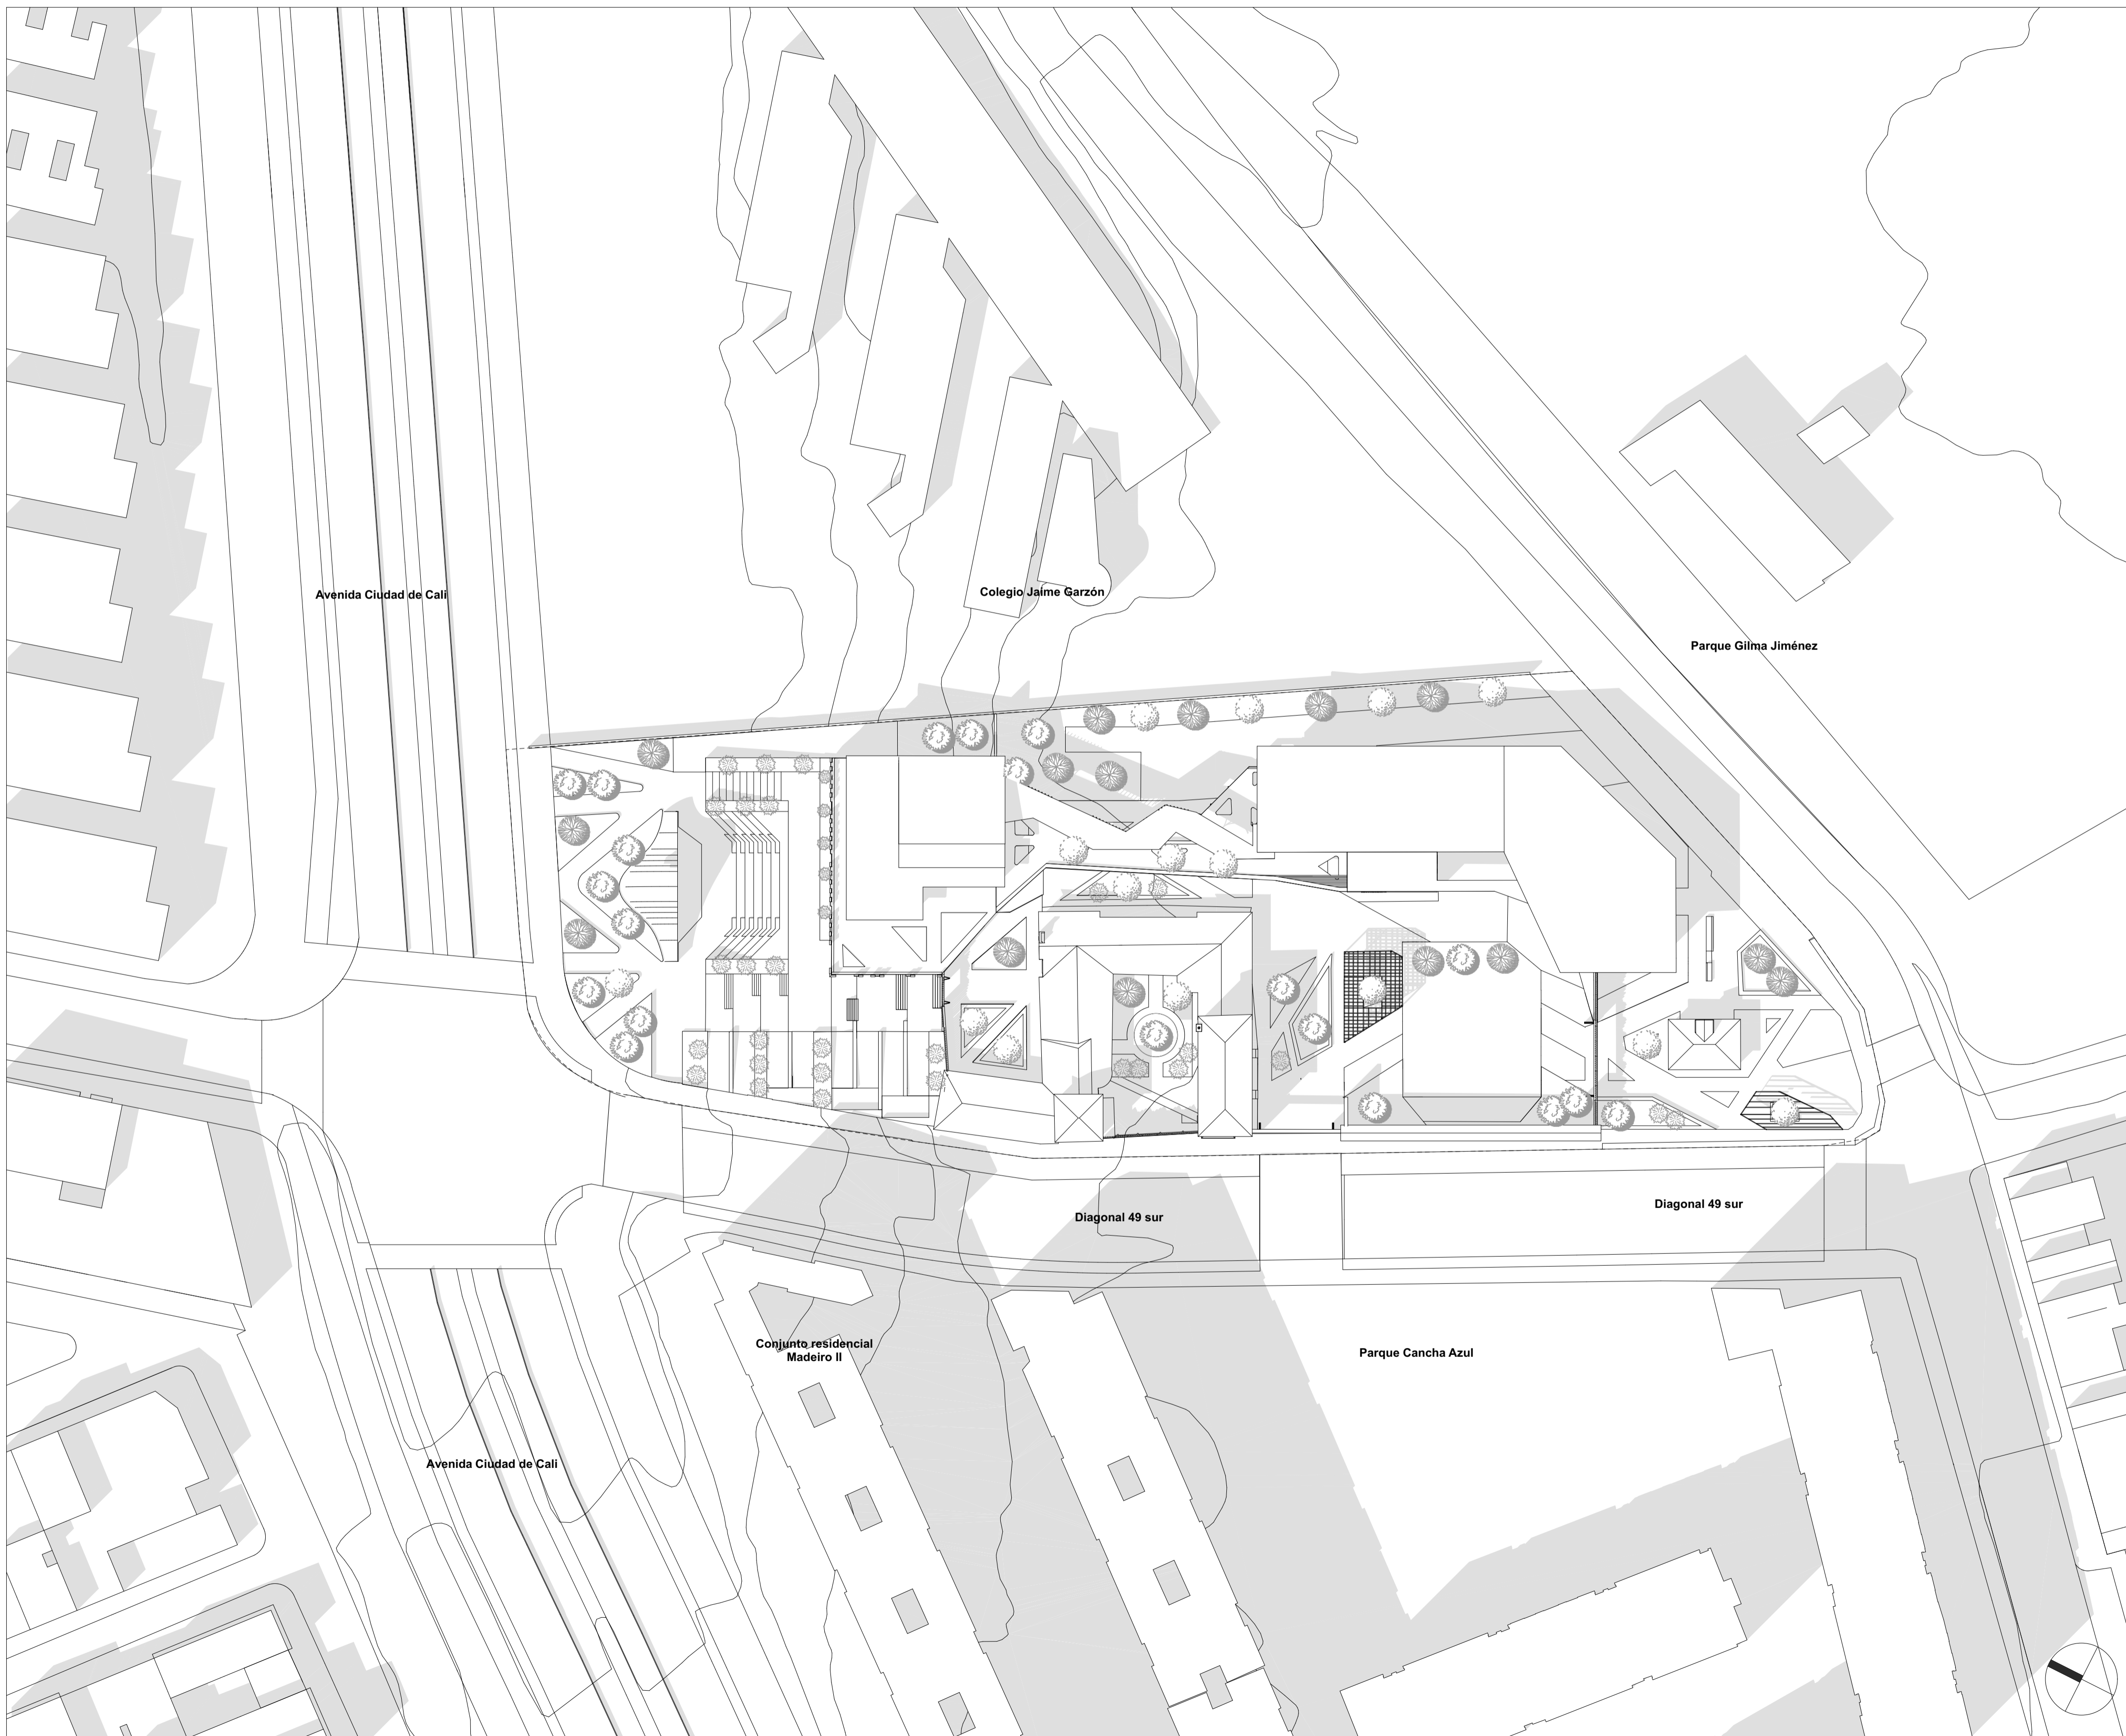 Avenida Ciudad de Cali
Colegio Jaime Garzón
Parque Gilma Jiménez
Diagonal 49 sur
Diagonal 49 sur
Conjunto residencial
Madeiro II
Parque Cancha Azul
Avenida Ciudad de Cali